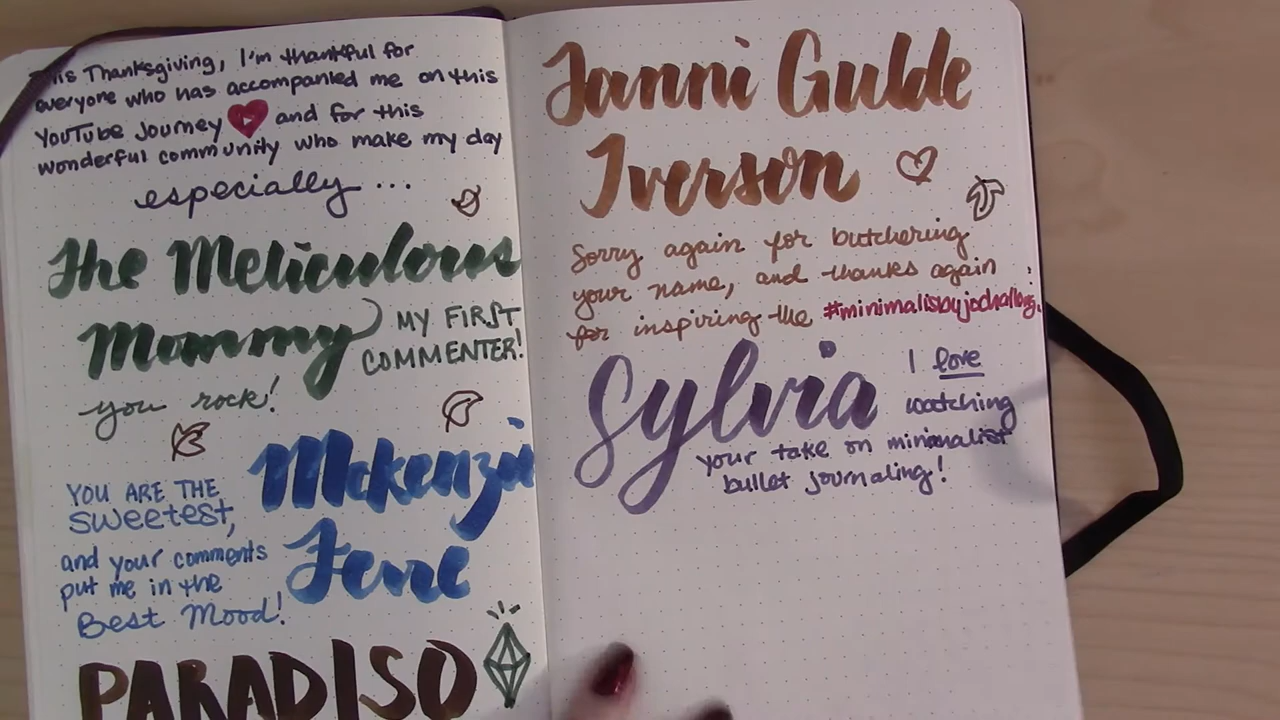 This Thanksgiving, I'm thankful for
everyone who has accompanied me on this
YouTube Journey and for this
wonderful community who make my day
especially ...
The Meticulous
Mommy
MY FIRST
COMMENTER!
you rock!
Mckenzie
Ferre
YOU ARE THE
sweetest,
and your comments
put me in the
Best Mood!
PARADISO
Janni Gulde
Iverson
Sorry again for butchering
your name, and thanks again
for inspiring the #minimalisbujochallenge
Sylvia
I love
watching
your take on minimalist
bullet journaling!